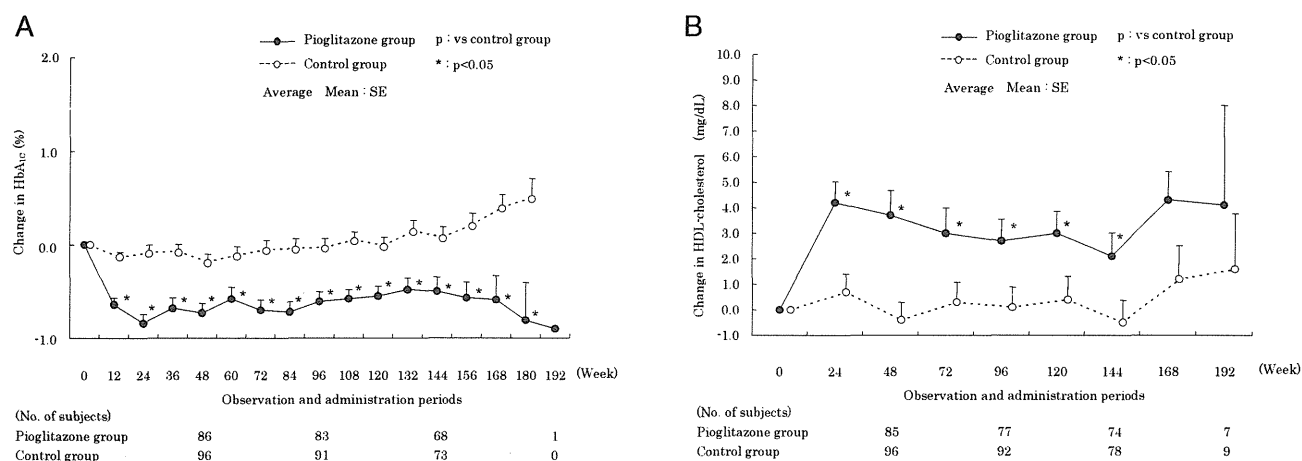 A
Pioglitazone group p : vs control group
Control group * : p<0.05
Average Mean : SE
2.0
1.0
0.0
-1.0
Change in HbA1C (%)
* * * * * * * * * * * * * * *
0 12 24 36 48 60 72 84 96 108 120 132 144 156 168 180 192 (Week)
Observation and administration periods
(No. of subjects)
Pioglitazone group 86 83 68 1
Control group 96 91 73 0
B
Pioglitazone group p : vs control group
Control group * : p<0.05
Average Mean : SE
10.0
9.0
8.0
7.0
6.0
5.0
4.0
3.0
2.0
1.0
0.0
-1.0
Change in HDL-cholesterol (mg/dL)
* * * * * *
0 24 48 72 96 120 144 168 192 (Week)
Observation and administration periods
(No. of subjects)
Pioglitazone group 85 77 74 7
Control group 96 92 78 9